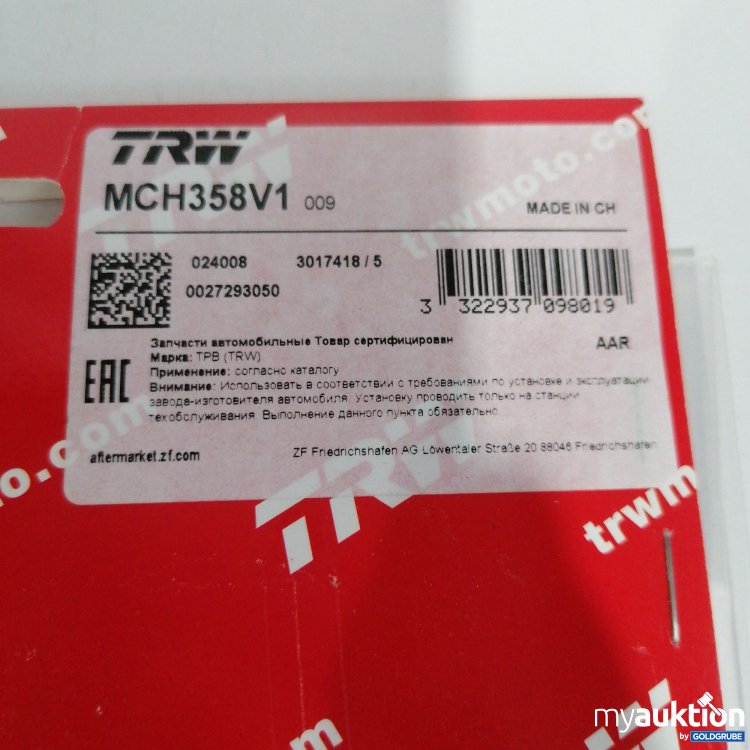 TRW
MCH358V1 009
MADE IN CH
trwmoto.com
024008 3017418 / 5
0027293050
3 322937 098019
Запчасти автомобильные Товар сертифицирован
AAR
Марка: ТРВ (TRW)
Применение: согласно каталогу
EAC
Внимание: Использовать в соответствии с требованиями по установке и эксплуатации
завода-изготовителя автомобиля. Установку проводить только на станции
техобслуживания. Выполнение данного пункта обязательно
aftermarket.zf.com
ZF Friedrichshafen AG Löwentaler Straße 20 88046 Friedrichshafen
TRW
myauktion
by GOLDGRUBE